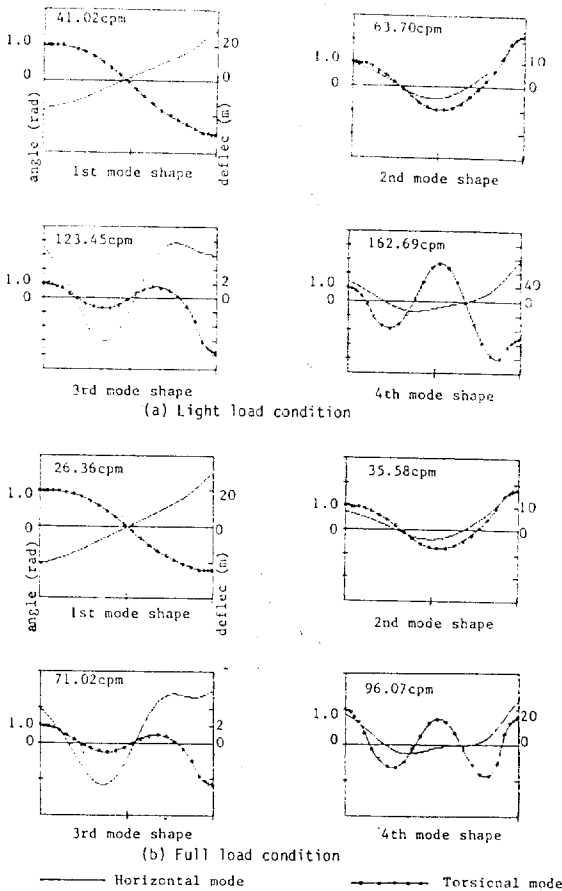 41.02cpm
1.0
0
angle (rad)
20
0
deflec (m)
1st mode shape
63.70cpm
1.0
0
10
0
2nd mode shape
123.45cpm
1.0
0
2
0
3rd mode shape
162.69cpm
1.0
0
40
0
4th mode shape
(a) Light load condition
26.36cpm
1.0
0
angle (rad)
20
0
deflec (m)
1st mode shape
35.58cpm
1.0
0
10
0
2nd mode shape
71.02cpm
1.0
0
2
0
3rd mode shape
96.07cpm
1.0
0
20
0
4th mode shape
(b) Full load condition
Horizontal mode
Torsional mode